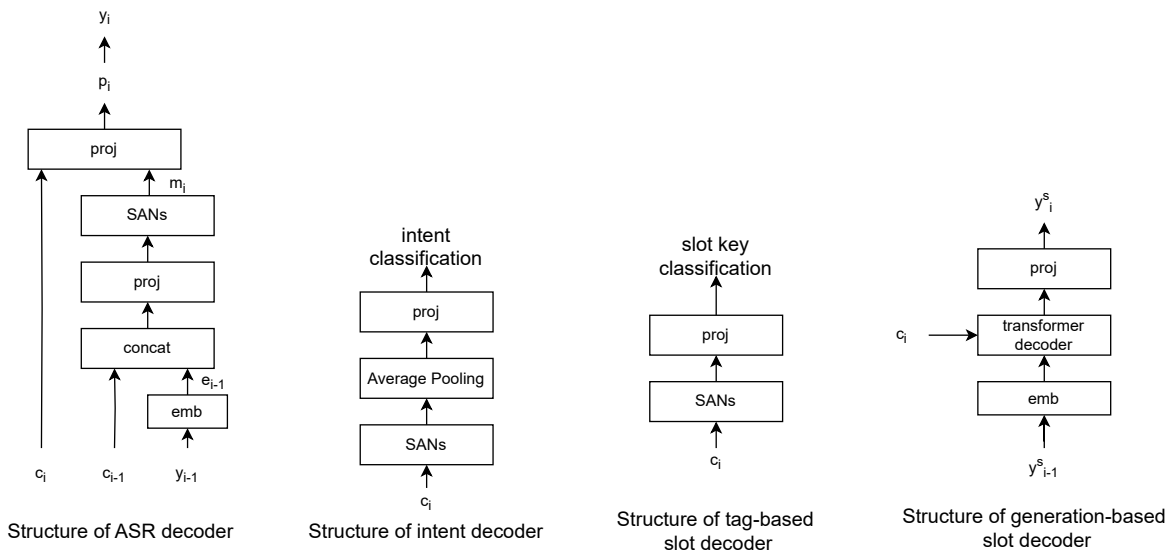 yᵢ
pᵢ
proj
mᵢ
SANs
proj
concat
eᵢ₋₁
emb
cᵢ
cᵢ₋₁
yᵢ₋₁
Structure of ASR decoder
intent
classification
proj
Average Pooling
SANs
cᵢ
Structure of intent decoder
slot key
classification
proj
SANs
cᵢ
Structure of tag-based
slot decoder
yˢᵢ
proj
cᵢ
transformer
decoder
emb
yˢᵢ₋₁
Structure of generation-based
slot decoder